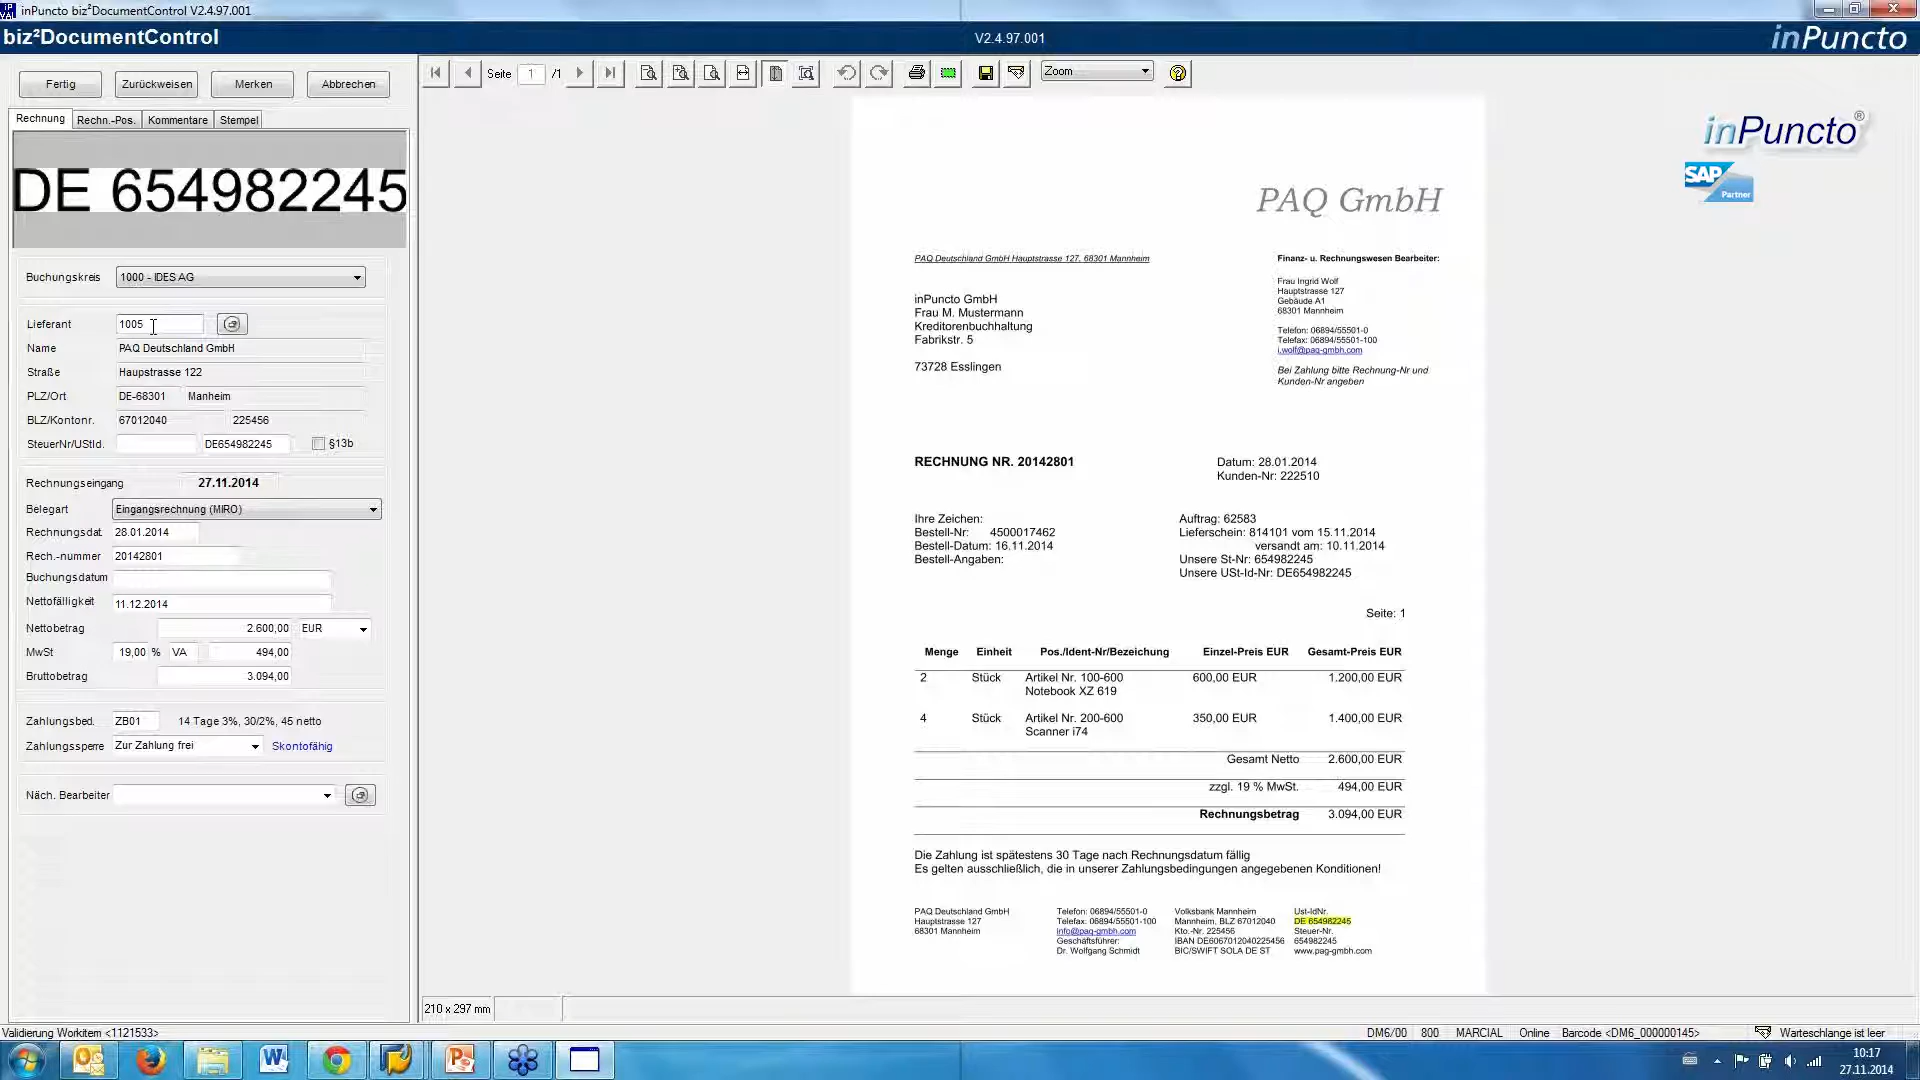 inPuncto biz²DocumentControl V2.4.97.001
biz²DocumentControl
V2.4.97.001
inPuncto
Fertig
Zurückweisen
Merken
Abbrechen
Seite 1 /1
Zoom
Rechnung
Rechn.-Pos.
Kommentare
Stempel
DE 654982245
Buchungskreis 1000 - IDES AG
Lieferant 1005
Name PAQ Deutschland GmbH
Straße Haupstrasse 122
PLZ/Ort DE-68301 Manheim
BLZ/Kontonr. 67012040 225456
SteuerNr/UStId. DE654982245 §13b
Rechnungseingang 27.11.2014
Belegart Eingangsrechnung (MIRO)
Rechnungsdat 28.01.2014
Rech.-nummer 20142801
Buchungsdatum
Nettofälligkeit 11.12.2014
Nettobetrag 2.600,00 EUR
MwSt 19,00 % VA 494,00
Bruttobetrag 3.094,00
Zahlungsbed. ZB01 14 Tage 3%, 30/2%, 45 netto
Zahlungssperre Zur Zahlung frei Skontofähig
Näch. Bearbeiter
inPuncto®
SAP
Partner
PAQ GmbH
PAQ Deutschland GmbH Hauptstrasse 127, 68301 Mannheim
Finanz- u. Rechnungswesen Bearbeiter:
Frau Ingrid Wolf
Hauptstrasse 127
Gebäude A1
68301 Mannheim
Telefon: 06894/55501-0
Telefax: 06894/55501-100
i.wolf@paq-gmbh.com
Bei Zahlung bitte Rechnung-Nr und
Kunden-Nr angeben
inPuncto GmbH
Frau M. Mustermann
Kreditorenbuchhaltung
Fabrikstr. 5
73728 Esslingen
RECHNUNG NR. 20142801
Datum: 28.01.2014
Kunden-Nr: 222510
Ihre Zeichen:
Bestell-Nr: 4500017462
Bestell-Datum: 16.11.2014
Bestell-Angaben:
Auftrag: 62583
Lieferschein: 814101 vom 15.11.2014
versandt am: 10.11.2014
Unsere St-Nr: 654982245
Unsere USt-Id-Nr: DE654982245
Seite: 1
Menge Einheit Pos./Ident-Nr/Bezeichung Einzel-Preis EUR Gesamt-Preis EUR
2 Stück Artikel Nr. 100-600 600,00 EUR 1.200,00 EUR
Notebook XZ 619
4 Stück Artikel Nr. 200-600 350,00 EUR 1.400,00 EUR
Scanner i74
Gesamt Netto 2.600,00 EUR
zzgl. 19 % MwSt. 494,00 EUR
Rechnungsbetrag 3.094,00 EUR
Die Zahlung ist spätestens 30 Tage nach Rechnungsdatum fällig
Es gelten ausschließlich, die in unserer Zahlungsbedingungen angegebenen Konditionen!
PAQ Deutschland GmbH
Hauptstrasse 127
68301 Mannheim
Telefon: 06894/55501-0
Telefax: 06894/55501-100
info@paq-gmbh.com
Geschäftsführer:
Dr. Wolfgang Schmidt
Volksbank Mannheim
Mannheim, BLZ 67012040
Kto.-Nr. 225456
IBAN DE6067012040225456
BIC/SWIFT SOLA DE ST
Ust-IdNr.
DE 654982245
Steuer-Nr.
654982245
www.paq-gmbh.com
210 x 297 mm
Validierung Workitem <1121533>
DM6/00 800 MARCIAL Online Barcode <DM6_000000145> Warteschlange ist leer
10:17
27.11.2014